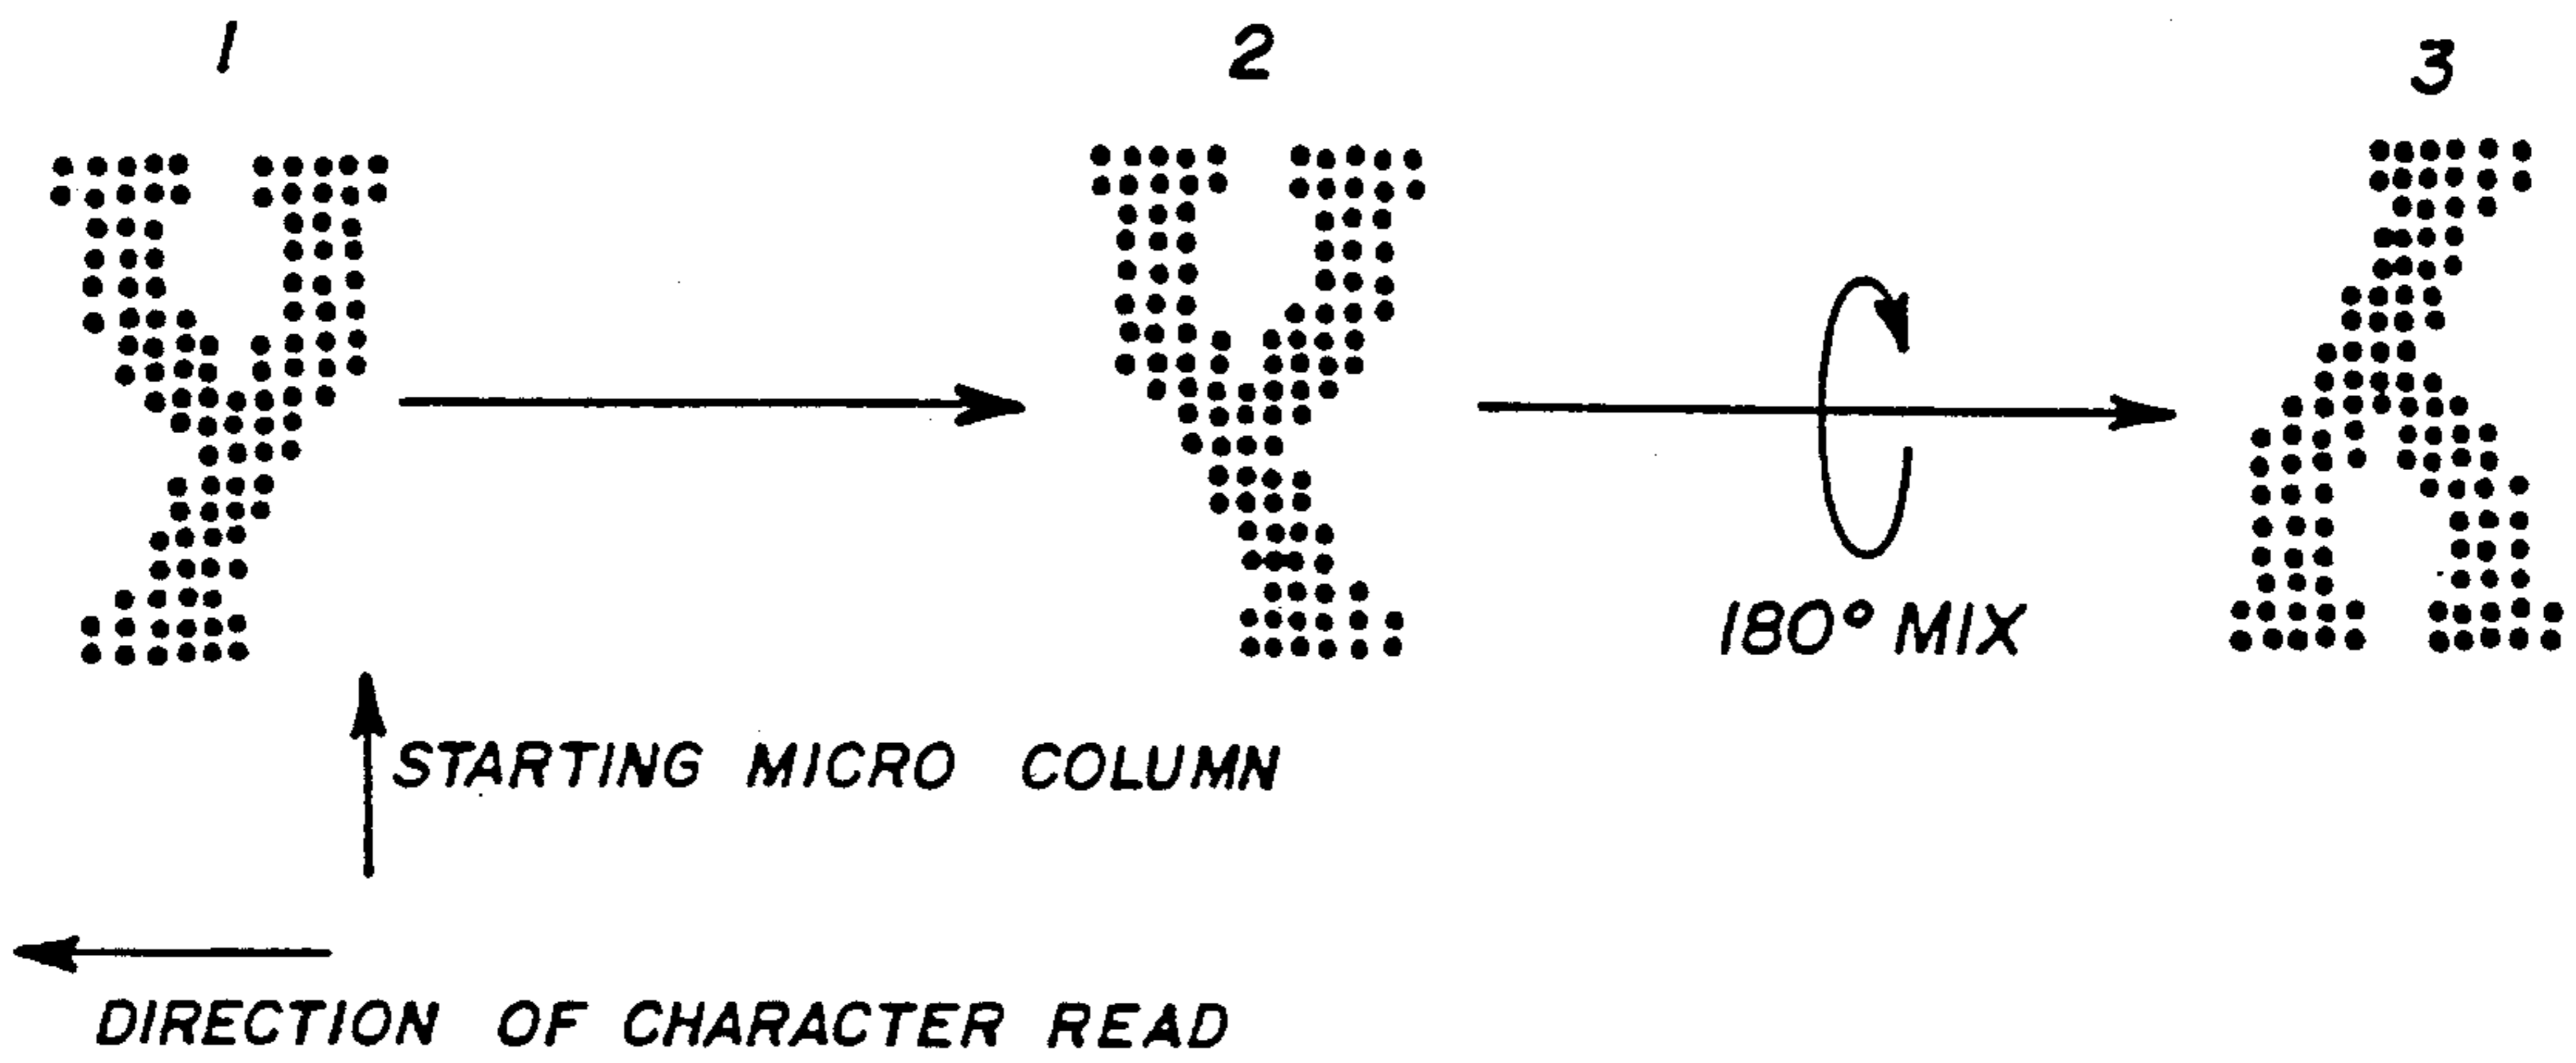 1
2
3
y
180° MIX
STARTING MICRO COLUMN
DIRECTION OF CHARACTER READ